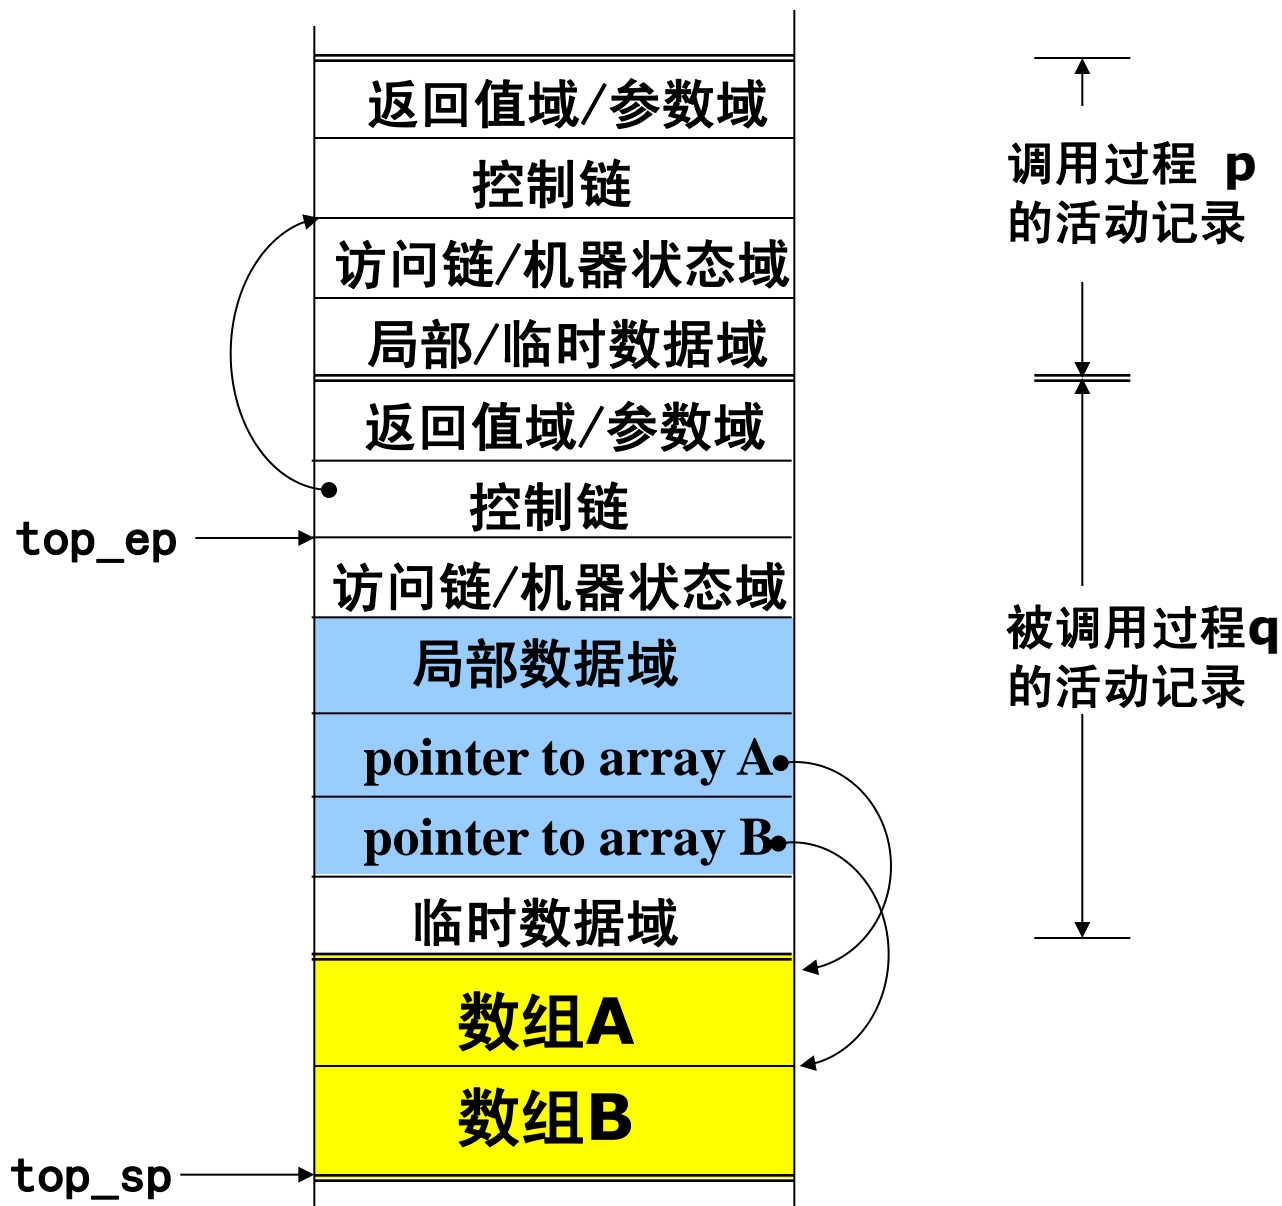 返回值域/参数域
控制链
访问链/机器状态域
局部/临时数据域
返回值域/参数域
控制链
访问链/机器状态域
局部数据域
pointer to array A
pointer to array B
临时数据域
数组A
数组B
top_ep
top_sp
调用过程 p
的活动记录
被调用过程q
的活动记录